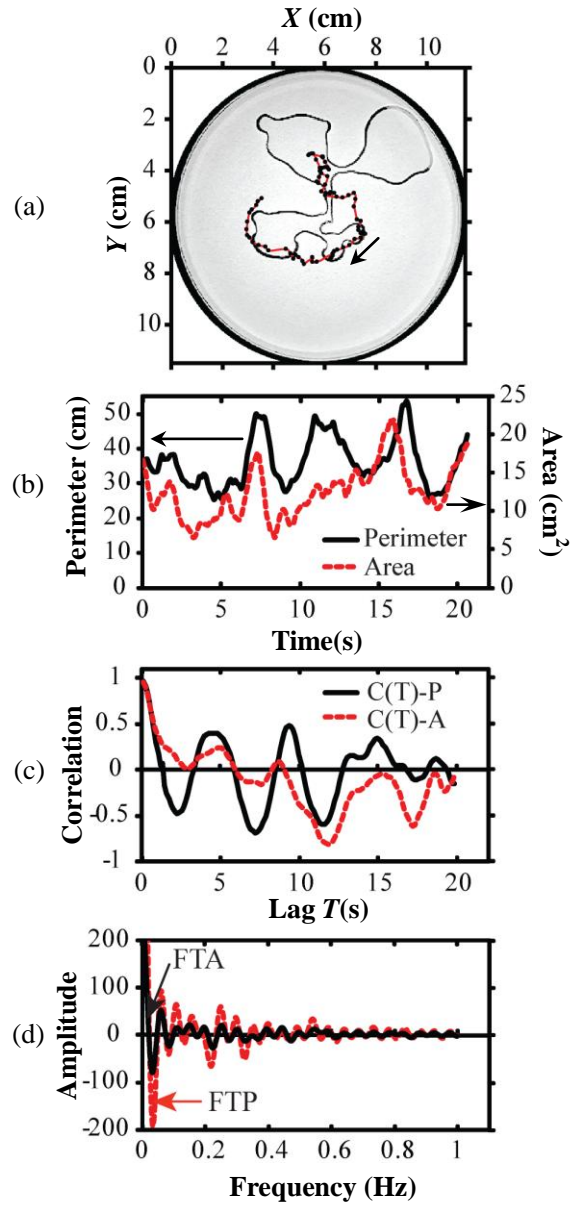 X (cm)
0 2 4 6 8 10
(a)
Y (cm)
0
2
4
6
8
10
(b)
Perimeter (cm)
50
40
30
20
10
0
Perimeter
Area
25
20
15
10
5
0
Area (cm²)
0 5 10 15 20
Time(s)
(c)
Correlation
1
0.5
0
-0.5
-1
C(T)-P
C(T)-A
0 5 10 15 20
Lag T(s)
(d)
Amplitude
200
100
0
-100
-200
FTA
FTP
0 0.2 0.4 0.6 0.8 1
Frequency (Hz)